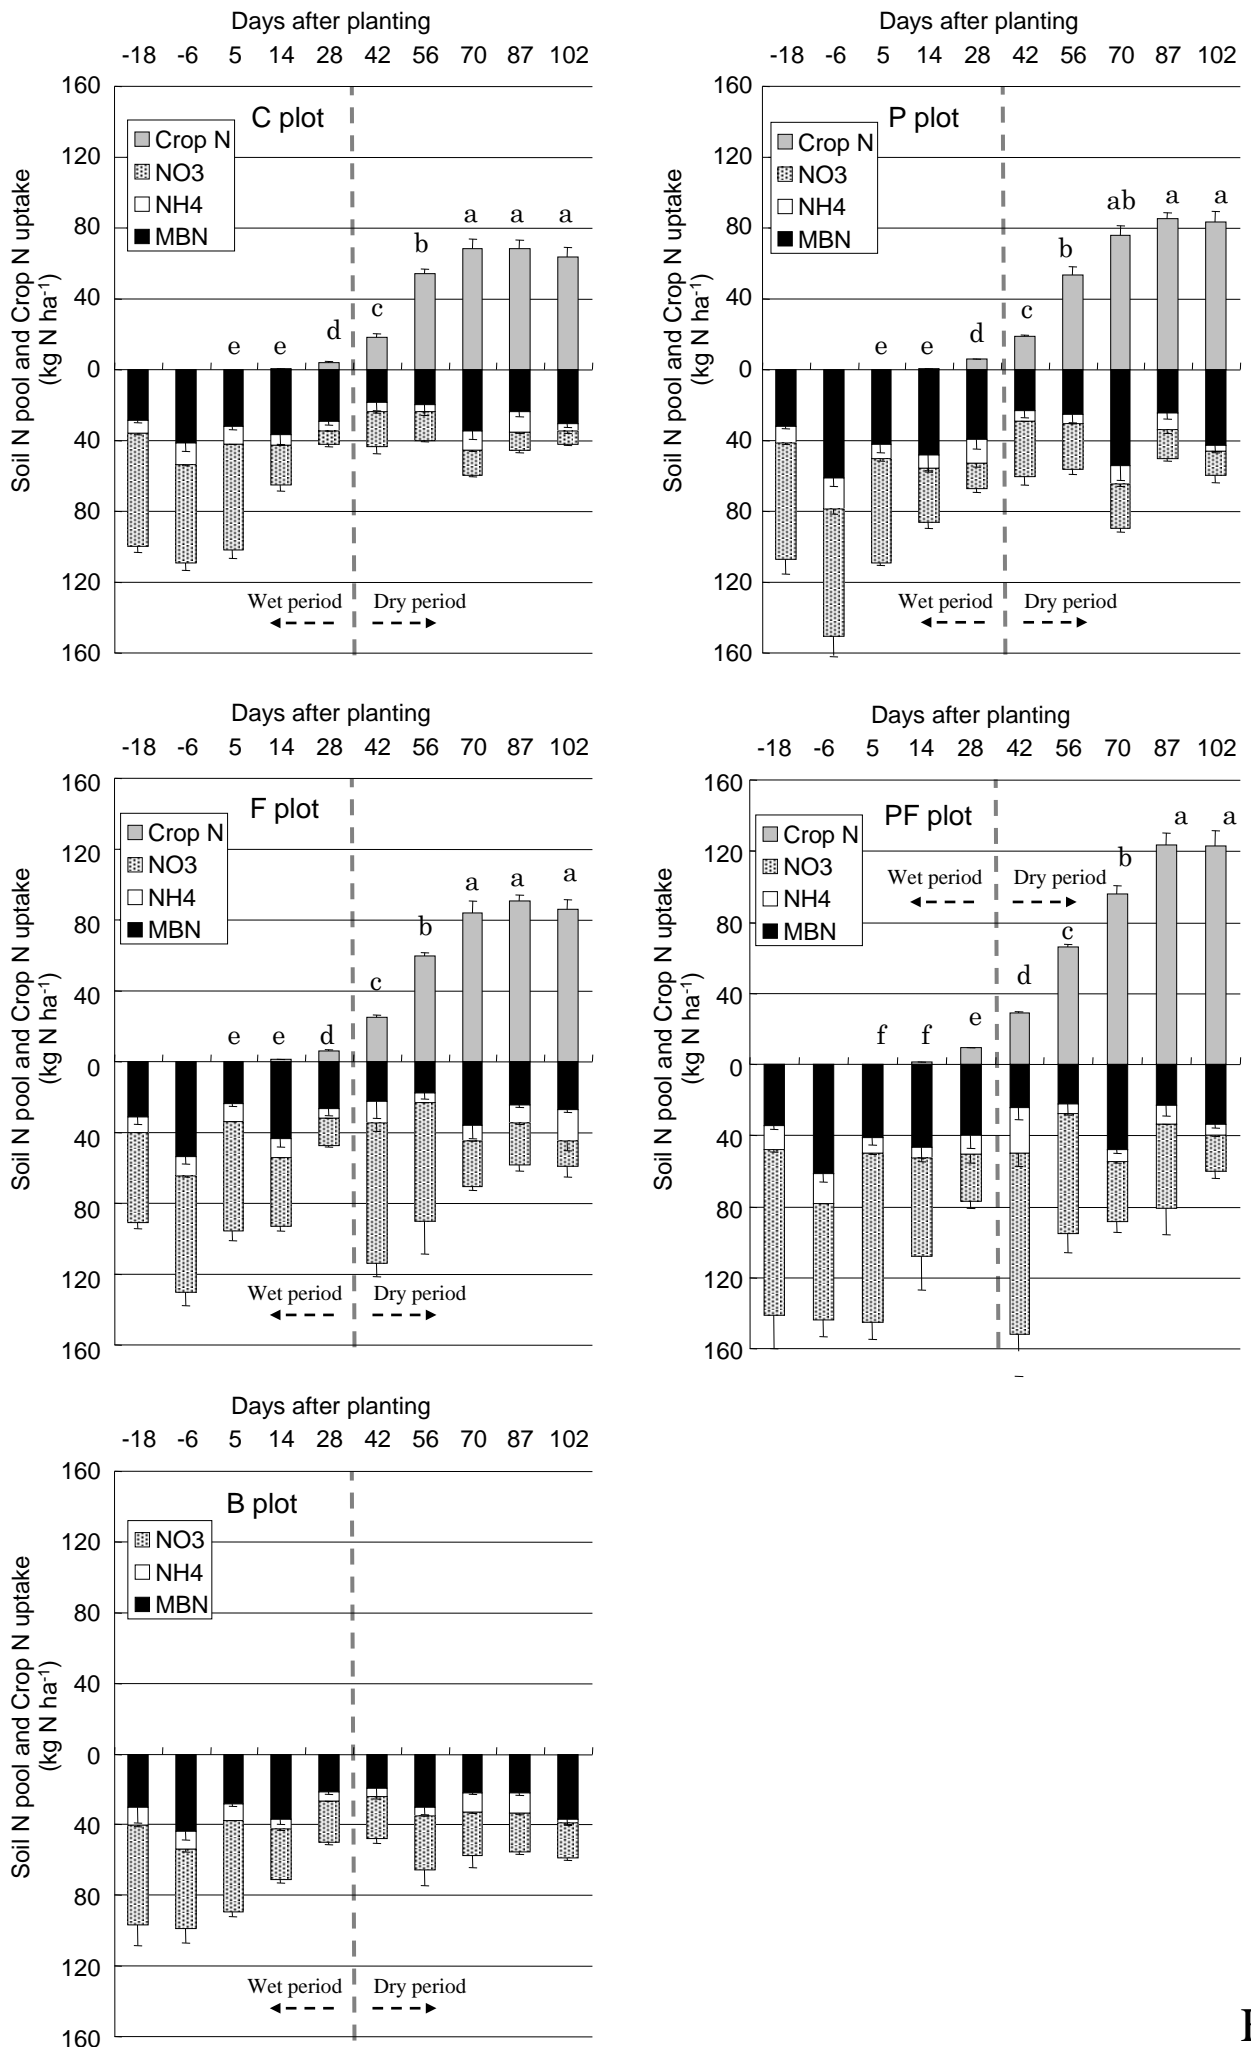 Days after planting
-18 -6 5 14 28 42 56 70 87 102
160
120
80
40
0
40
80
120
160
Soil N pool and Crop N uptake
(kg N ha-1)
C plot
Crop N
NO3
NH4
MBN
e e d c b a a a
Wet period Dry period
Days after planting
-18 -6 5 14 28 42 56 70 87 102
160
120
80
40
0
40
80
120
160
Soil N pool and Crop N uptake
(kg N ha-1)
P plot
Crop N
NO3
NH4
MBN
e e d c b ab a a
Wet period Dry period
Days after planting
-18 -6 5 14 28 42 56 70 87 102
160
120
80
40
0
40
80
120
160
Soil N pool and Crop N uptake
(kg N ha-1)
F plot
Crop N
NO3
NH4
MBN
e e d c b a a a
Wet period Dry period
Days after planting
-18 -6 5 14 28 42 56 70 87 102
160
120
80
40
0
40
80
120
160
Soil N pool and Crop N uptake
(kg N ha-1)
PF plot
Crop N
NO3
NH4
MBN
f f e d c b a a
Wet period Dry period
Days after planting
-18 -6 5 14 28 42 56 70 87 102
160
120
80
40
0
40
80
120
160
Soil N pool and Crop N uptake
(kg N ha-1)
B plot
NO3
NH4
MBN
Wet period Dry period